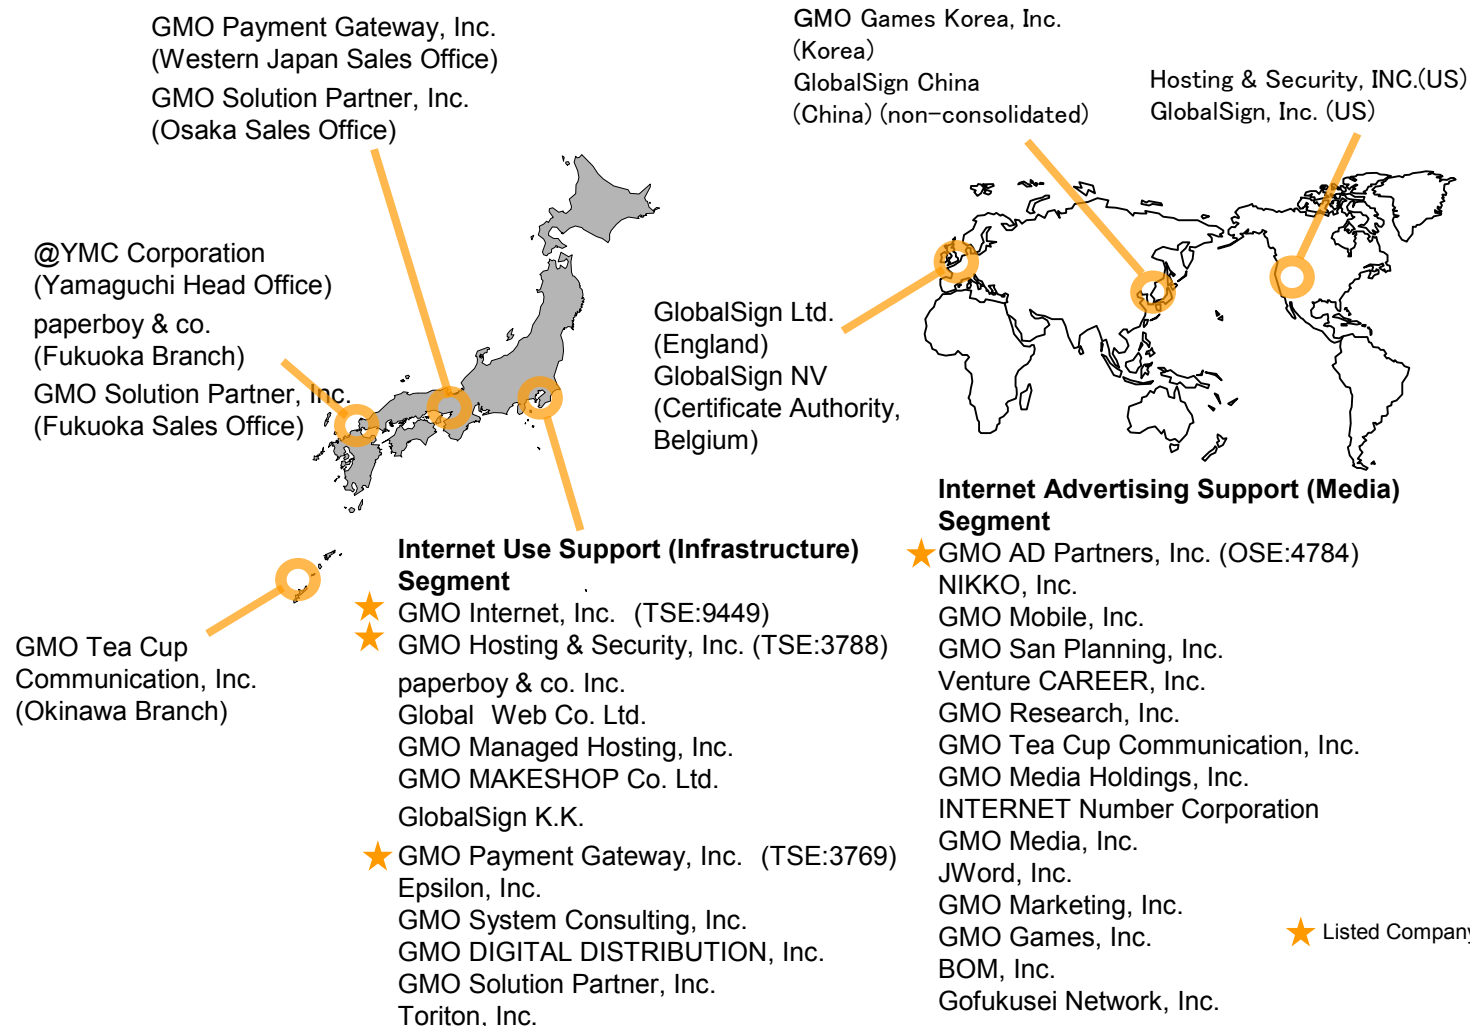 GMO Payment Gateway, Inc.
(Western Japan Sales Office)
GMO Solution Partner, Inc.
(Osaka Sales Office)
GMO Games Korea, Inc.
(Korea)
GlobalSign China
(China) (non-consolidated)
Hosting & Security, INC.(US)
GlobalSign, Inc. (US)
@YMC Corporation
(Yamaguchi Head Office)
paperboy & co.
(Fukuoka Branch)
GMO Solution Partner, Inc.
(Fukuoka Sales Office)
GlobalSign Ltd.
(England)
GlobalSign NV
(Certificate Authority,
Belgium)
GMO Tea Cup
Communication, Inc.
(Okinawa Branch)
Internet Use Support (Infrastructure)
Segment
GMO Internet, Inc. (TSE:9449)
GMO Hosting & Security, Inc. (TSE:3788)
paperboy & co. Inc.
Global Web Co. Ltd.
GMO Managed Hosting, Inc.
GMO MAKESHOP Co. Ltd.
GlobalSign K.K.
GMO Payment Gateway, Inc. (TSE:3769)
Epsilon, Inc.
GMO System Consulting, Inc.
GMO DIGITAL DISTRIBUTION, Inc.
GMO Solution Partner, Inc.
Toriton, Inc.
Internet Advertising Support (Media)
Segment
GMO AD Partners, Inc. (OSE:4784)
NIKKO, Inc.
GMO Mobile, Inc.
GMO San Planning, Inc.
Venture CAREER, Inc.
GMO Research, Inc.
GMO Tea Cup Communication, Inc.
GMO Media Holdings, Inc.
INTERNET Number Corporation
GMO Media, Inc.
JWord, Inc.
GMO Marketing, Inc.
GMO Games, Inc.
BOM, Inc.
Gofukusei Network, Inc.
Listed Company